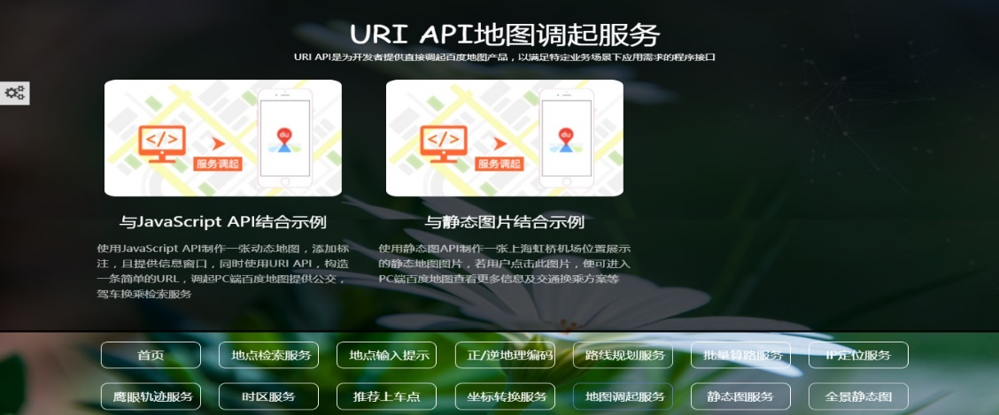 URI API地图调起服务
URI API是为开发者提供直接调起百度地图产品，以满足特定业务场景下应用需求的程序接口
</>
du
服务调起
</>
du
服务调起
与JavaScript API结合示例
使用JavaScript API制作一张动态地图，添加标
注，且提供信息窗口，同时使用URI API，构造
一条简单的URL，调起PC端百度地图提供公交，
驾车换乘检索服务
与静态图片结合示例
使用静态图API制作一张上海虹桥机场位置展示
的静态地图图片，若用户点击此图片，便可进入
PC端百度地图查看更多信息及交通换乘方案等
首页 地点检索服务 地点输入提示 正/逆地理编码 路线规划服务 批量算路服务 IP定位服务
鹰眼轨迹服务 时区服务 推荐上车点 坐标转换服务 地图调起服务 静态图服务 全景静态图